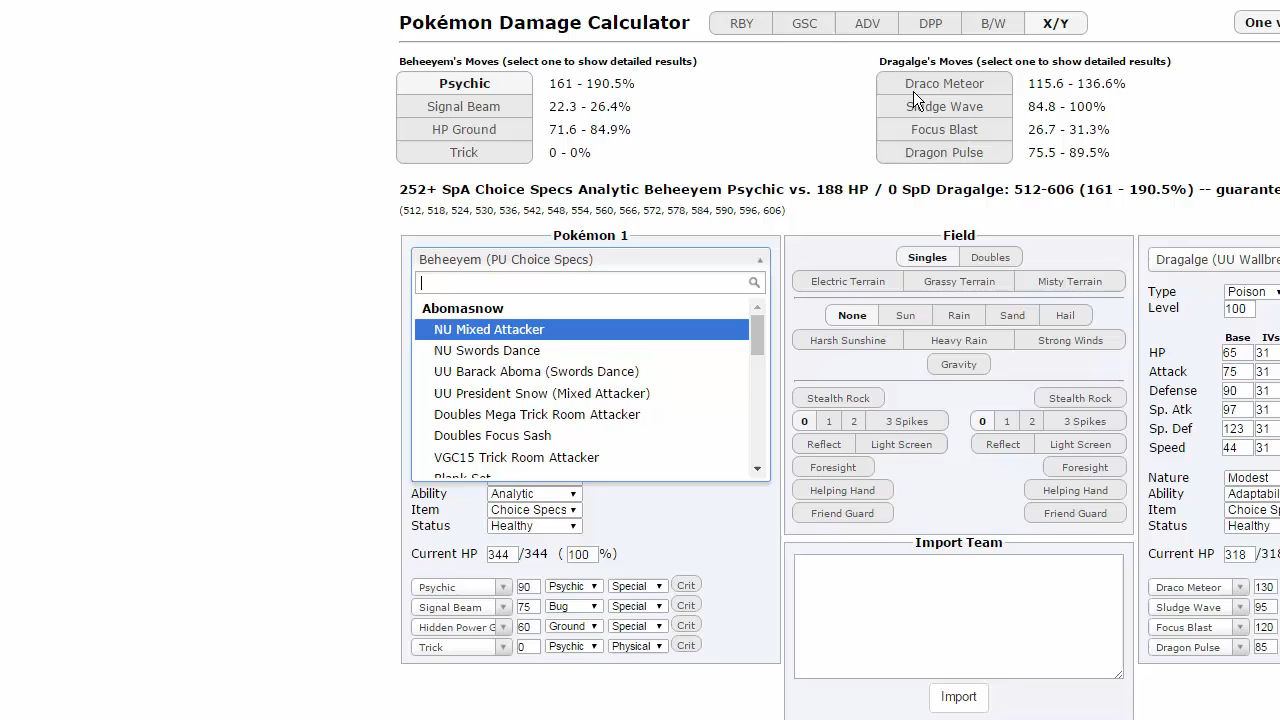 Pokémon Damage Calculator RBY GSC ADV DPP B/W X/Y One v
Beheeyem's Moves (select one to show detailed results)
Psychic 161 - 190.5%
Signal Beam 22.3 - 26.4%
HP Ground 71.6 - 84.9%
Trick 0 - 0%
Dragalge's Moves (select one to show detailed results)
Draco Meteor 115.6 - 136.6%
Sludge Wave 84.8 - 100%
Focus Blast 26.7 - 31.3%
Dragon Pulse 75.5 - 89.5%
252+ SpA Choice Specs Analytic Beheeyem Psychic vs. 188 HP / 0 SpD Dragalge: 512-606 (161 - 190.5%) -- guarante
(512, 518, 524, 530, 536, 542, 548, 554, 560, 566, 572, 578, 584, 590, 596, 606)
Pokémon 1
Beheeyem (PU Choice Specs)
Abomasnow
NU Mixed Attacker
NU Swords Dance
UU Barack Aboma (Swords Dance)
UU President Snow (Mixed Attacker)
Doubles Mega Trick Room Attacker
Doubles Focus Sash
VGC15 Trick Room Attacker
Blank Set
Ability Analytic
Item Choice Specs
Status Healthy
Current HP 344 /344 ( 100 %)
Psychic 90 Psychic Special Crit
Signal Beam 75 Bug Special Crit
Hidden Power G 60 Ground Special Crit
Trick 0 Psychic Physical Crit
Field
Singles Doubles
Electric Terrain Grassy Terrain Misty Terrain
None Sun Rain Sand Hail
Harsh Sunshine Heavy Rain Strong Winds
Gravity
Stealth Rock Stealth Rock
0 1 2 3 Spikes 0 1 2 3 Spikes
Reflect Light Screen Reflect Light Screen
Foresight Foresight
Helping Hand Helping Hand
Friend Guard Friend Guard
Import Team
Import
Dragalge (UU Wallbre
Type Poison
Level 100
Base IVs
HP 65 31
Attack 75 31
Defense 90 31
Sp. Atk 97 31
Sp. Def 123 31
Speed 44 31
Nature Modest
Ability Adaptabil
Item Choice Sp
Status Healthy
Current HP 318 /318
Draco Meteor 130
Sludge Wave 95
Focus Blast 120
Dragon Pulse 85